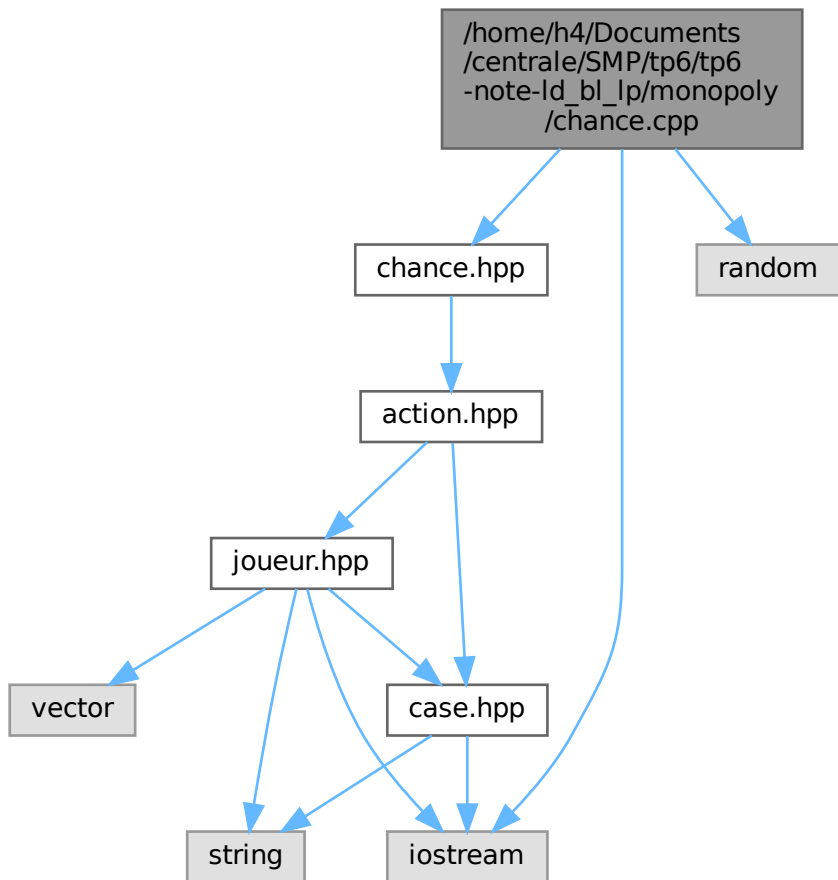 /home/h4/Documents
/centrale/SMP/tp6/tp6
-note-ld_bl_lp/monopoly
/chance.cpp
chance.hpp
random
action.hpp
joueur.hpp
vector
case.hpp
string
iostream